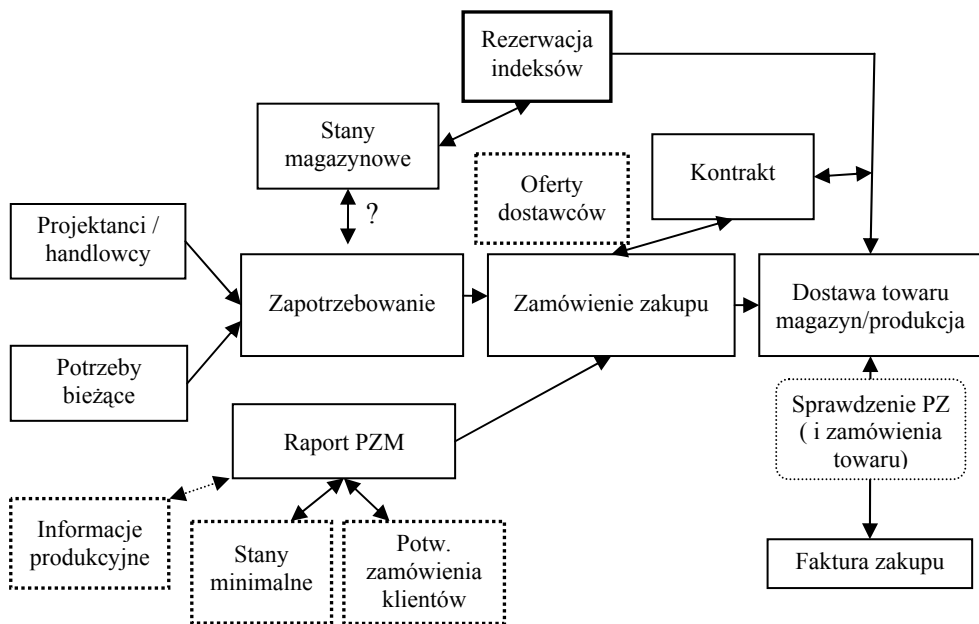 Rezerwacja
indeksów
Stany
magazynowe
Oferty
dostawców
Kontrakt
?
Projektanci /
handlowcy
Zapotrzebowanie
Zamówienie zakupu
Dostawa towaru
magazyn/produkcja
Potrzeby
bieżące
Raport PZM
Sprawdzenie PZ
( i zamówienia
towaru)
Informacje
produkcyjne
Stany
minimalne
Potw.
zamówienia
klientów
Faktura zakupu